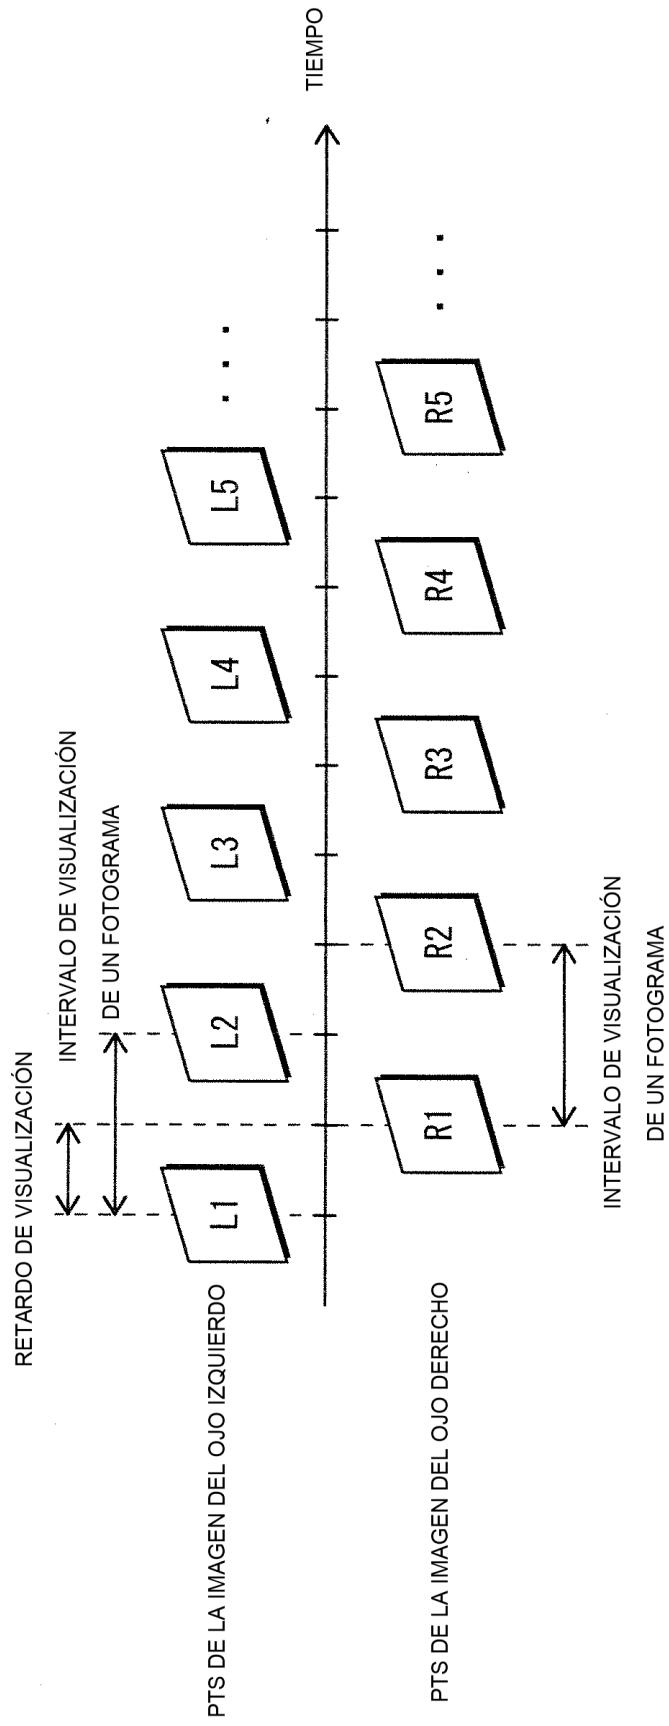 RETARDO DE VISUALIZACIÓN
INTERVALO DE VISUALIZACIÓN
DE UN FOTOGRAMA
PTS DE LA IMAGEN DEL OJO IZQUIERDO
L1
L2
L3
L4
L5
. . .
TIEMPO
PTS DE LA IMAGEN DEL OJO DERECHO
R1
R2
R3
R4
R5
. . .
INTERVALO DE VISUALIZACIÓN
DE UN FOTOGRAMA